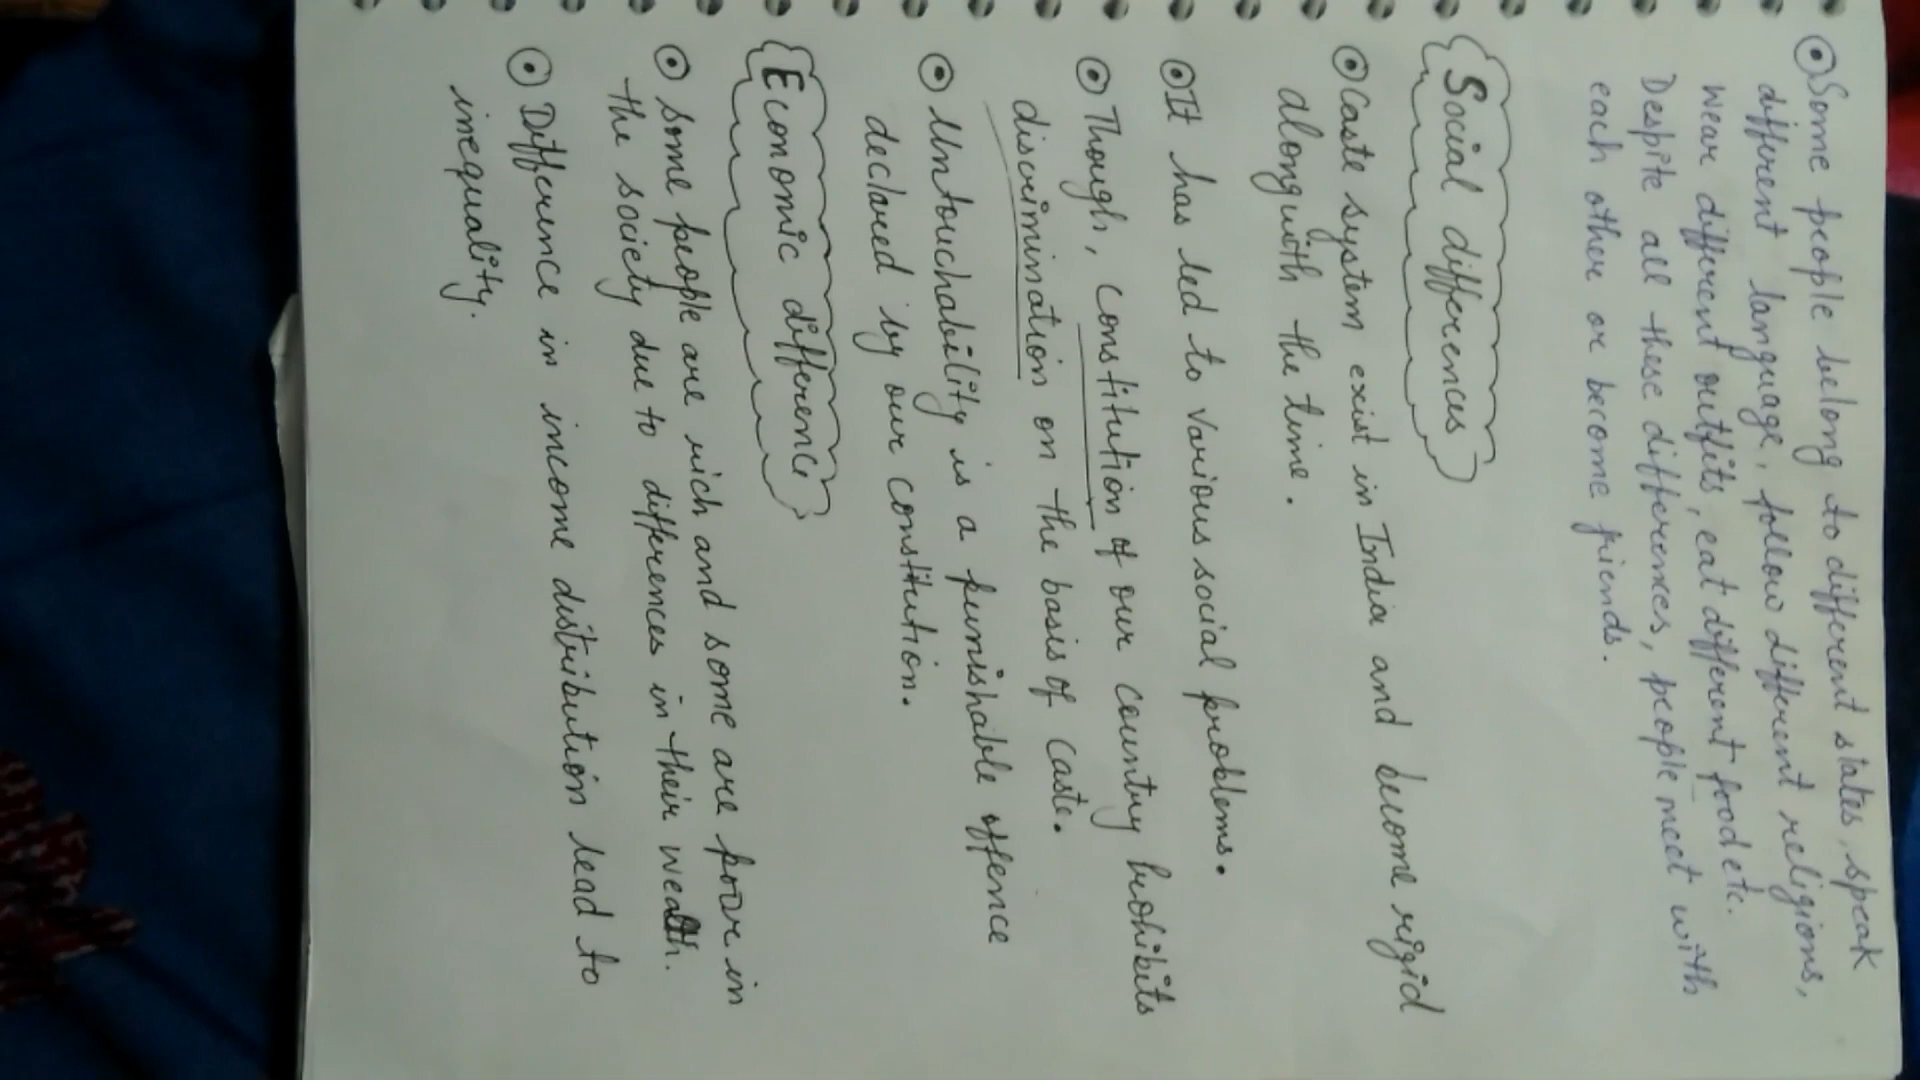 Some people belong to different states, speak
different language, follow different religions,
wear different outfits, eat different food etc.
Despite all these differences, people meet with
each other or become friends.
Social differences
Caste system exist in India and become rigid
along with the time.
It has led to various social problems.
Though, constitution of our country prohibits
discrimination on the basis of caste.
Untouchability is a punishable offence
declared by our constitution.
Economic difference
Some people are rich and some are poor in
the society due to differences in their wealth.
Difference in income distribution lead to
inequality.